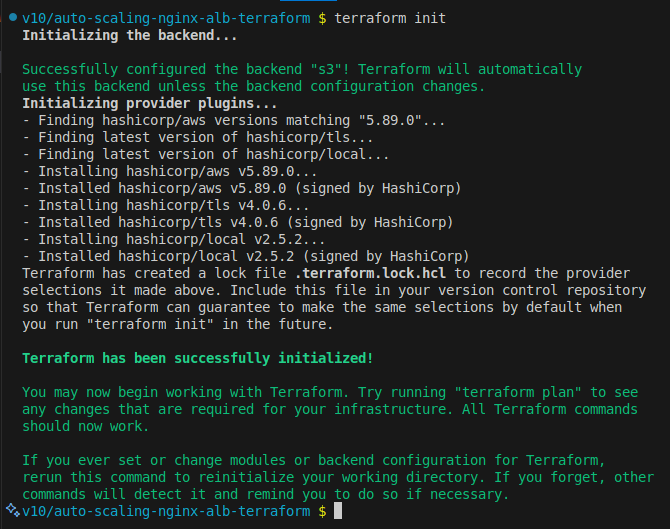 v10/auto-scaling-nginx-alb-terraform $ terraform init
Initializing the backend...
Successfully configured the backend "s3"! Terraform will automatically
use this backend unless the backend configuration changes.
Initializing provider plugins...
- Finding hashicorp/aws versions matching "5.89.0"...
- Finding latest version of hashicorp/tls...
- Finding latest version of hashicorp/local...
- Installing hashicorp/aws v5.89.0...
- Installed hashicorp/aws v5.89.0 (signed by HashiCorp)
- Installing hashicorp/tls v4.0.6...
- Installed hashicorp/tls v4.0.6 (signed by HashiCorp)
- Installing hashicorp/local v2.5.2...
- Installed hashicorp/local v2.5.2 (signed by HashiCorp)
Terraform has created a lock file .terraform.lock.hcl to record the provider
selections it made above. Include this file in your version control repository
so that Terraform can guarantee to make the same selections by default when
you run "terraform init" in the future.
Terraform has been successfully initialized!
You may now begin working with Terraform. Try running "terraform plan" to see
any changes that are required for your infrastructure. All Terraform commands
should now work.
If you ever set or change modules or backend configuration for Terraform,
rerun this command to reinitialize your working directory. If you forget, other
commands will detect it and remind you to do so if necessary.
v10/auto-scaling-nginx-alb-terraform $